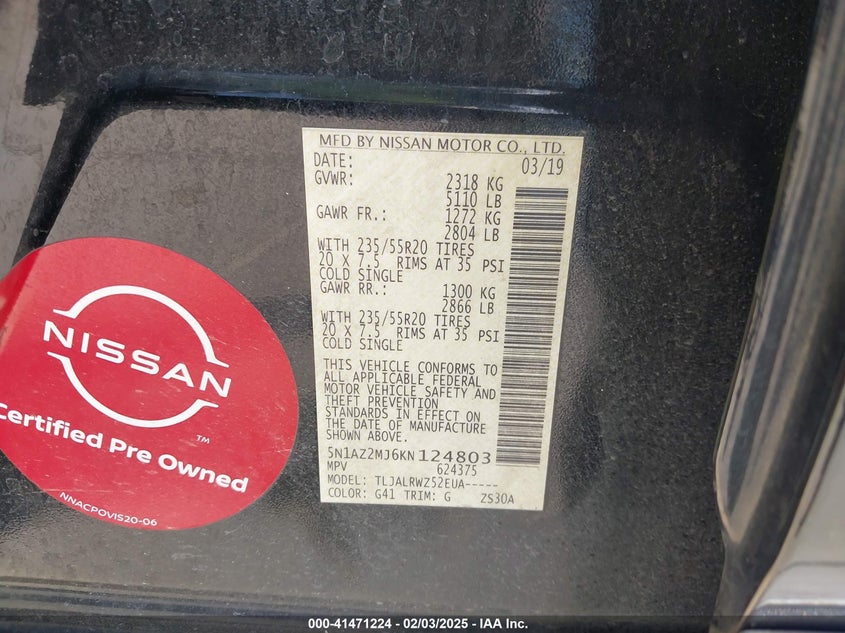 MFD BY NISSAN MOTOR CO., LTD.
DATE: 03/19
GVWR: 2318 KG
5110 LB
GAWR FR.: 1272 KG
2804 LB
WITH 235/55R20 TIRES
20 X 7.5 RIMS AT 35 PSI
COLD SINGLE
GAWR RR.: 1300 KG
2866 LB
WITH 235/55R20 TIRES
20 X 7.5 RIMS AT 35 PSI
COLD SINGLE
THIS VEHICLE CONFORMS TO
ALL APPLICABLE FEDERAL
MOTOR VEHICLE SAFETY AND
THEFT PREVENTION
STANDARDS IN EFFECT ON
THE DATE OF MANUFACTURE
SHOWN ABOVE.
5N1AZ2MJ6KN124803
MPV 624375
MODEL: TLJALRWZ52EUA-----
COLOR: G41 TRIM: G ZS30A
NISSAN
TM
Certified Pre Owned
NNACPOVIS20-06
000-41471224 - 02/03/2025 - IAA Inc.